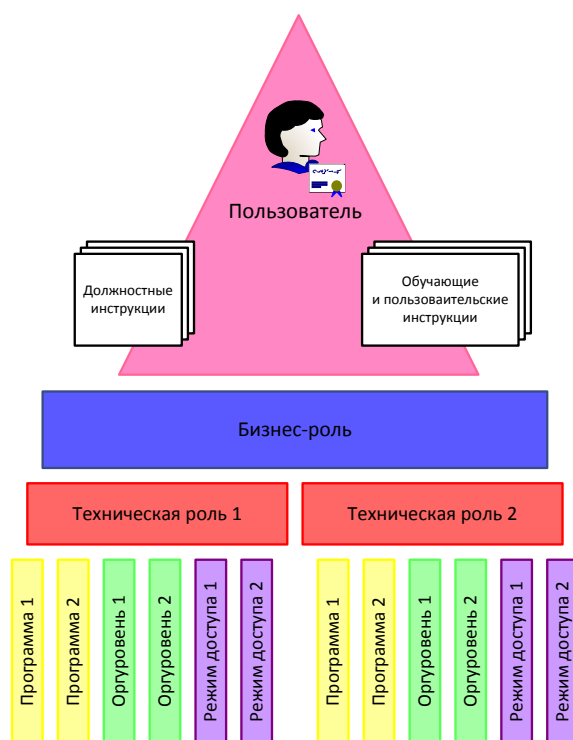 Пользователь
Должностные
инструкции
Обучающие
и пользоваительские
инструкции
Бизнес-роль
Техническая роль 1
Техническая роль 2
Программа 1
Программа 2
Оргуровень 1
Оргуровень 2
Режим доступа 1
Режим доступа 2
Программа 1
Программа 2
Оргуровень 1
Оргуровень 2
Режим доступа 1
Режим доступа 2